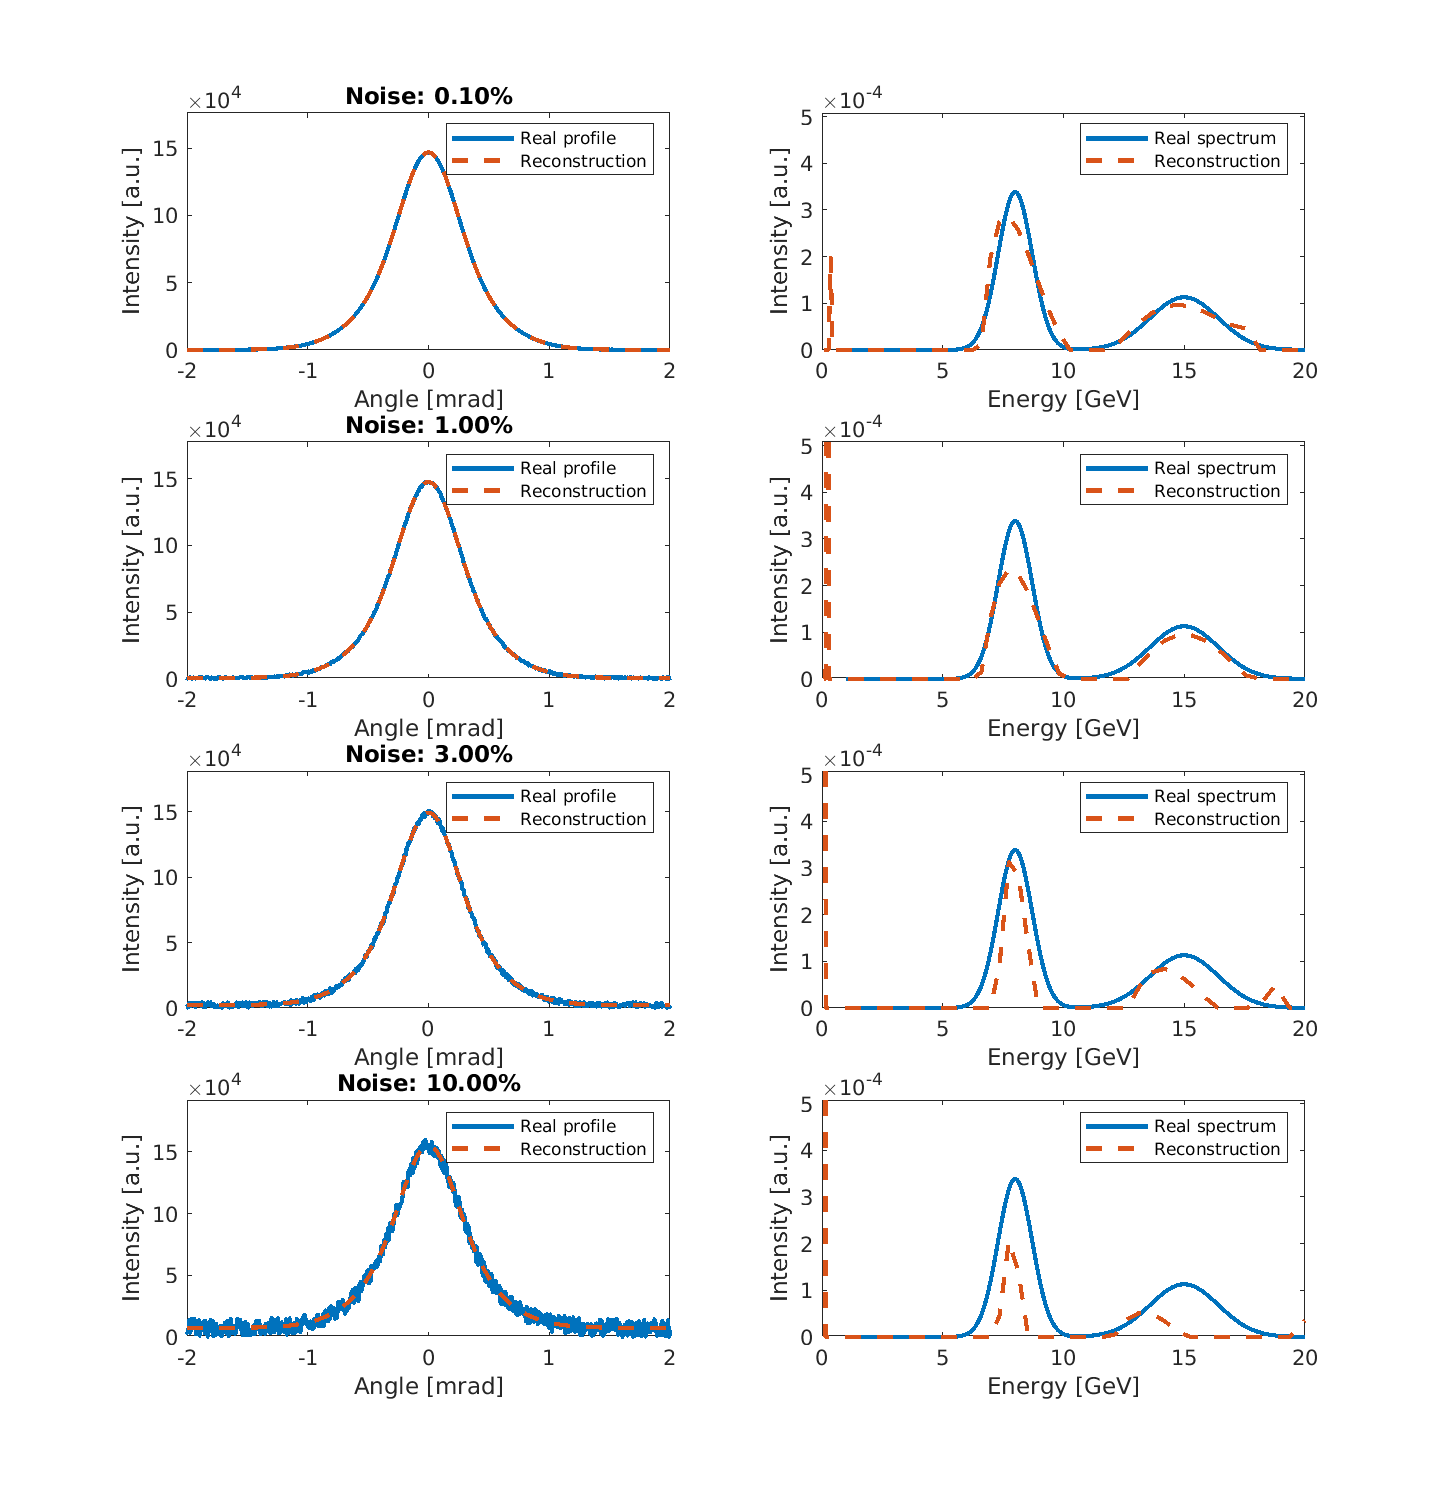 Noise: 0.10%
×10^4
Intensity [a.u.]
15
10
5
0
Real profile
Reconstruction
-2 -1 0 1 2
Angle [mrad]
×10^-4
Intensity [a.u.]
5
4
3
2
1
0
Real spectrum
Reconstruction
0 5 10 15 20
Energy [GeV]
Noise: 1.00%
×10^4
Intensity [a.u.]
15
10
5
0
Real profile
Reconstruction
-2 -1 0 1 2
Angle [mrad]
×10^-4
Intensity [a.u.]
5
4
3
2
1
0
Real spectrum
Reconstruction
0 5 10 15 20
Energy [GeV]
Noise: 3.00%
×10^4
Intensity [a.u.]
15
10
5
0
Real profile
Reconstruction
-2 -1 0 1 2
Angle [mrad]
×10^-4
Intensity [a.u.]
5
4
3
2
1
0
Real spectrum
Reconstruction
0 5 10 15 20
Energy [GeV]
Noise: 10.00%
×10^4
Intensity [a.u.]
15
10
5
0
Real profile
Reconstruction
-2 -1 0 1 2
Angle [mrad]
×10^-4
Intensity [a.u.]
5
4
3
2
1
0
Real spectrum
Reconstruction
0 5 10 15 20
Energy [GeV]